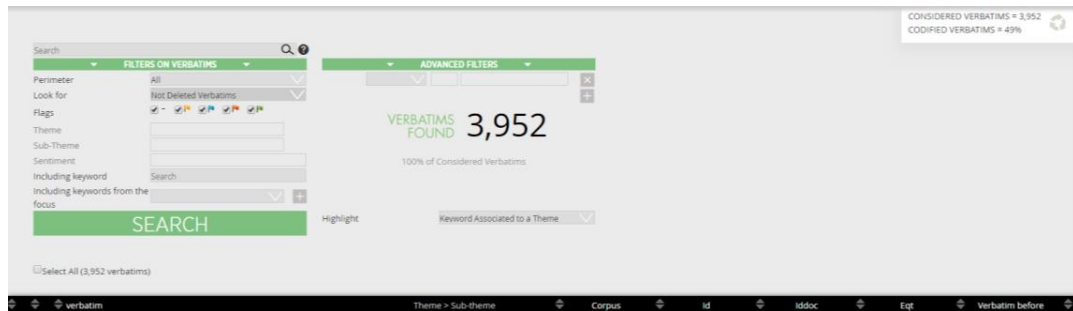 CONSIDERED VERBATIMS = 3,952
CODIFIED VERBATIMS = 49%
Search
FILTERS ON VERBATIMS
Perimeter All
Look for Not Deleted Verbatims
Flags -
Theme
Sub-Theme
Sentiment
Including keyword Search
Including keywords from the
focus
SEARCH
ADVANCED FILTERS
VERBATIMS
FOUND 3,952
100% of Considered Verbatims
Highlight Keyword Associated to a Theme
Select All (3,952 verbatims)
verbatim Theme > Sub-theme Corpus Id Iddoc Eqt Verbatim before